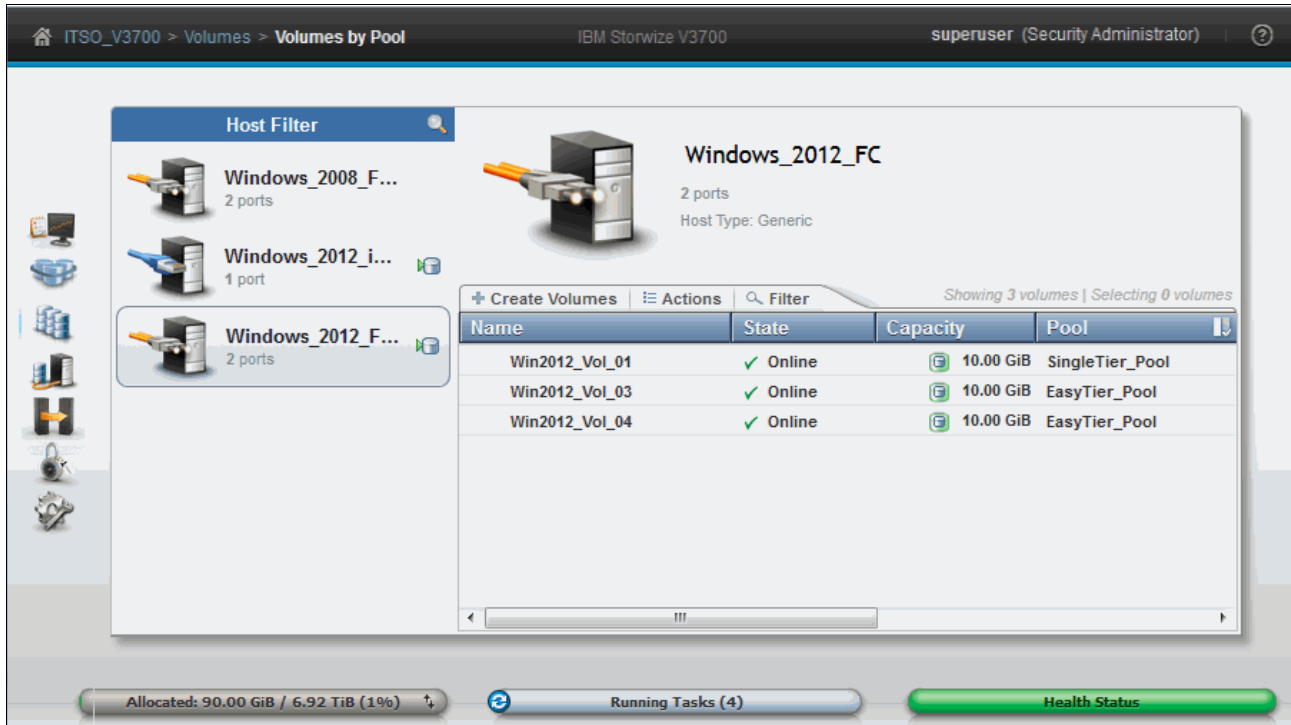 ITSO_V3700 > Volumes > Volumes by Pool
IBM Storwize V3700
superuser (Security Administrator)
Host Filter
Windows_2008_F...
2 ports
Windows_2012_i...
1 port
Windows_2012_F...
2 ports
Windows_2012_FC
2 ports
Host Type: Generic
Create Volumes Actions Filter
Showing 3 volumes | Selecting 0 volumes
Name State Capacity Pool
Win2012_Vol_01 Online 10.00 GiB SingleTier_Pool
Win2012_Vol_03 Online 10.00 GiB EasyTier_Pool
Win2012_Vol_04 Online 10.00 GiB EasyTier_Pool
Allocated: 90.00 GiB / 6.92 TiB (1%)
Running Tasks (4)
Health Status